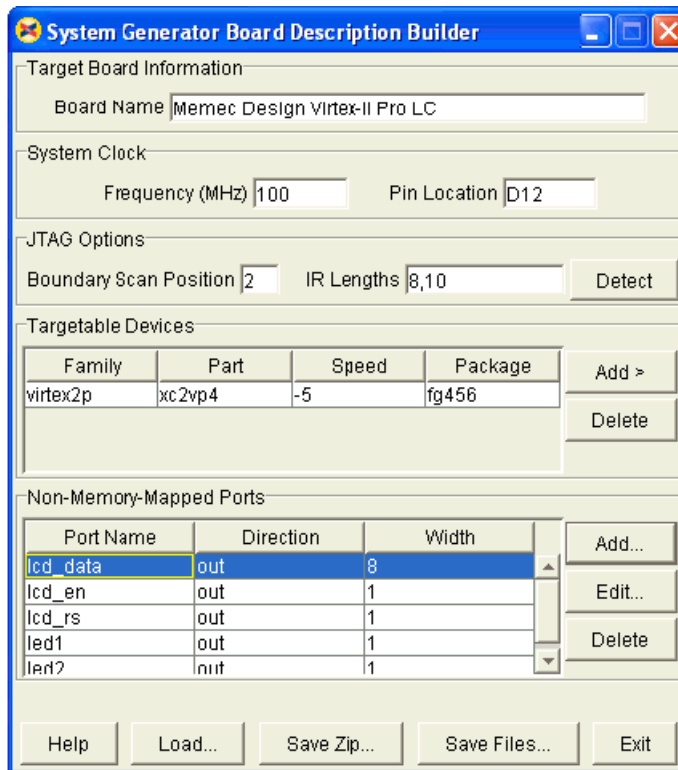 System Generator Board Description Builder
Target Board Information
Board Name Memec Design Virtex-II Pro LC
System Clock
Frequency (MHz) 100 Pin Location D12
JTAG Options
Boundary Scan Position 2 IR Lengths 8,10 Detect
Targetable Devices
Family Part Speed Package Add >
virtex2p xc2vp4 -5 fg456
Delete
Non-Memory-Mapped Ports
Port Name Direction Width Add...
lcd_data out 8
lcd_en out 1 Edit...
lcd_rs out 1
led1 out 1 Delete
led2 out 1
Help Load... Save Zip... Save Files... Exit